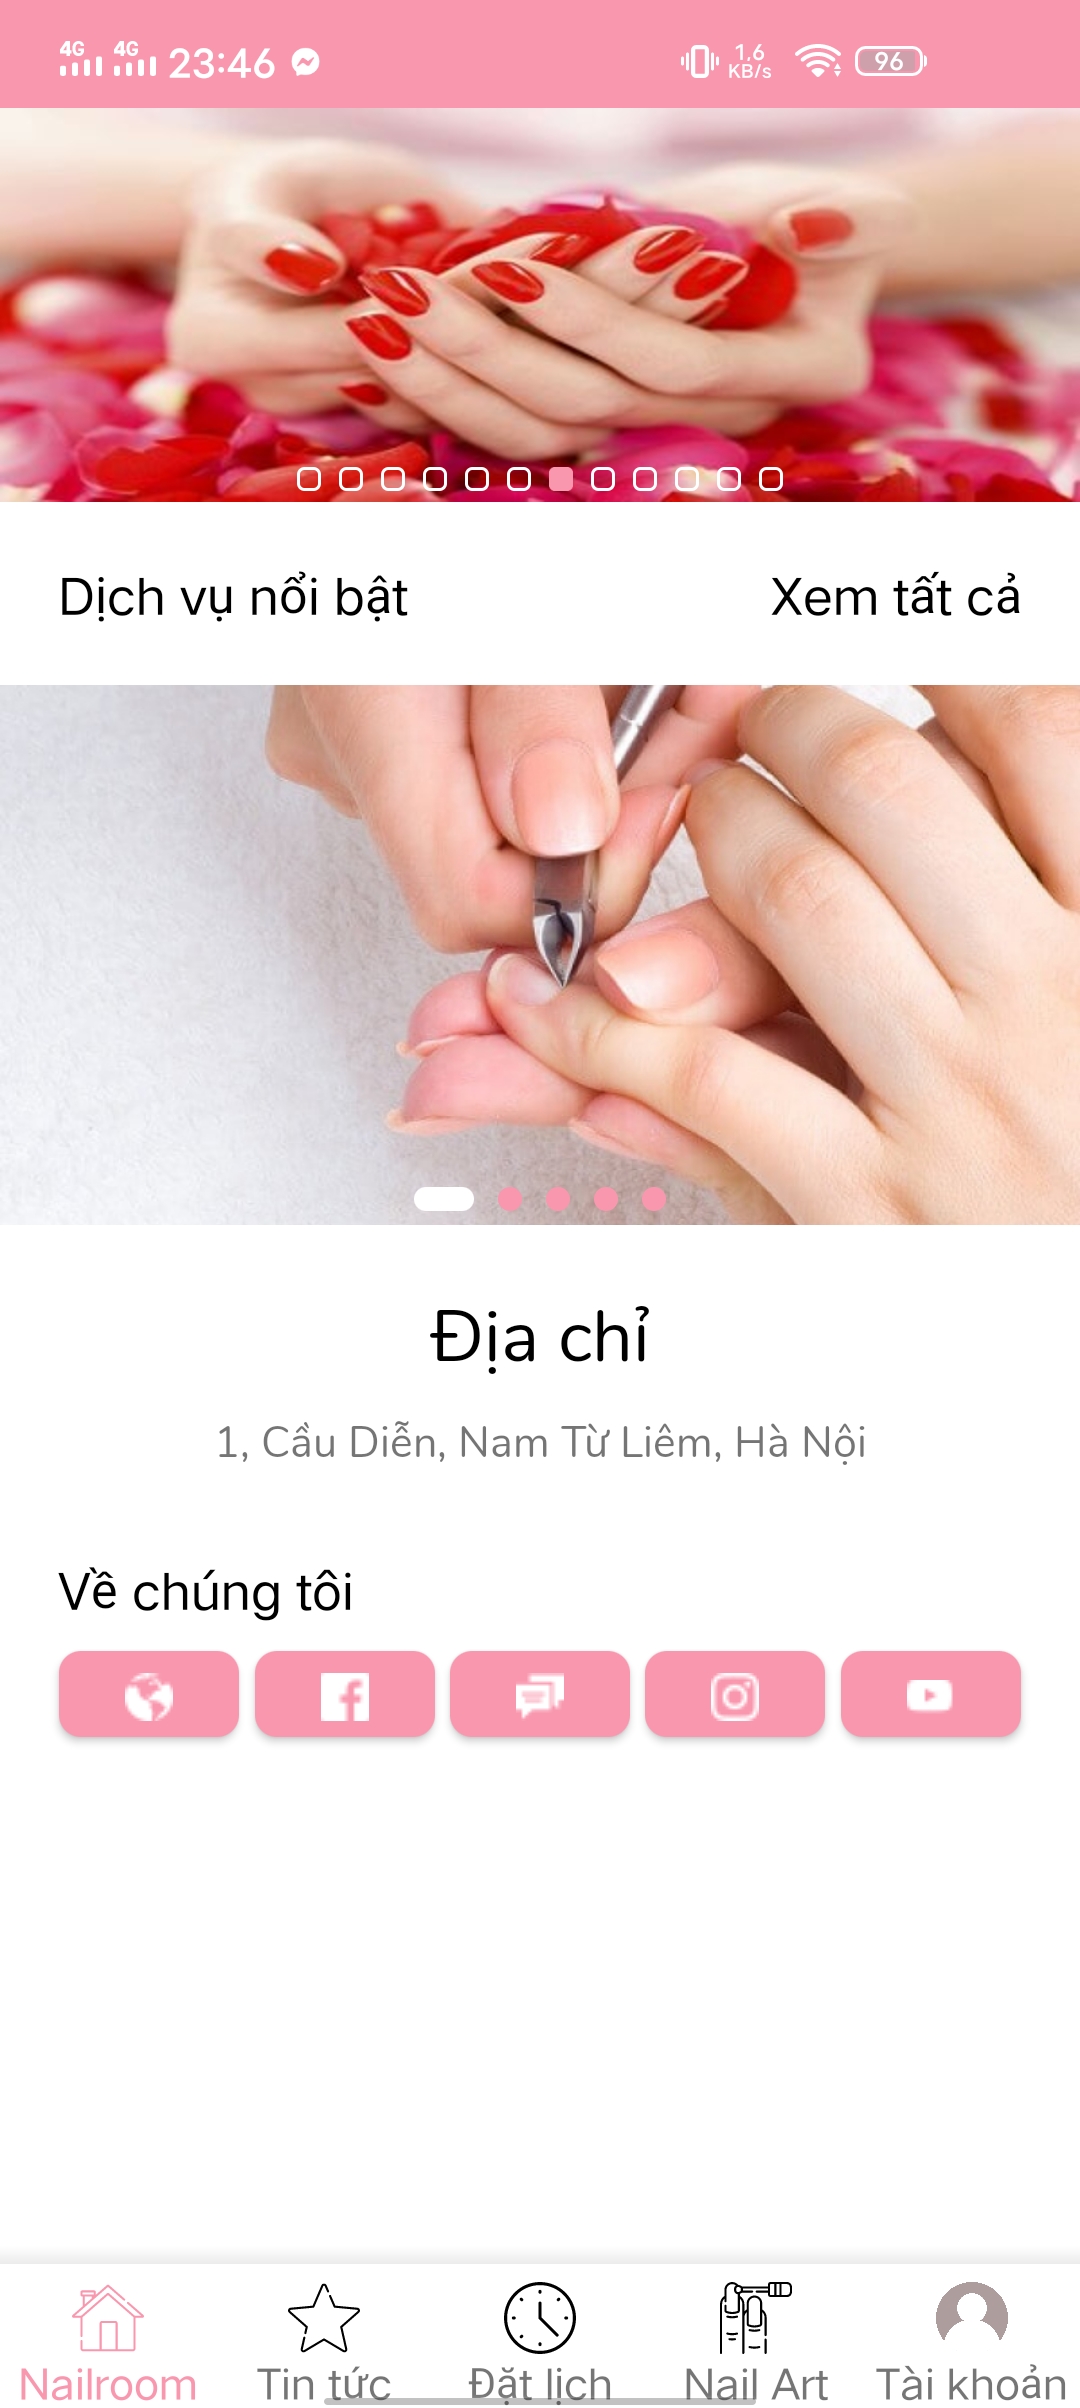 4G 4G 23:46 1.6 KB/s 96
Dịch vụ nổi bật Xem tất cả
Địa chỉ
1, Cầu Diễn, Nam Từ Liêm, Hà Nội
Về chúng tôi
Nailroom Tin tức Đặt lịch Nail Art Tài khoản